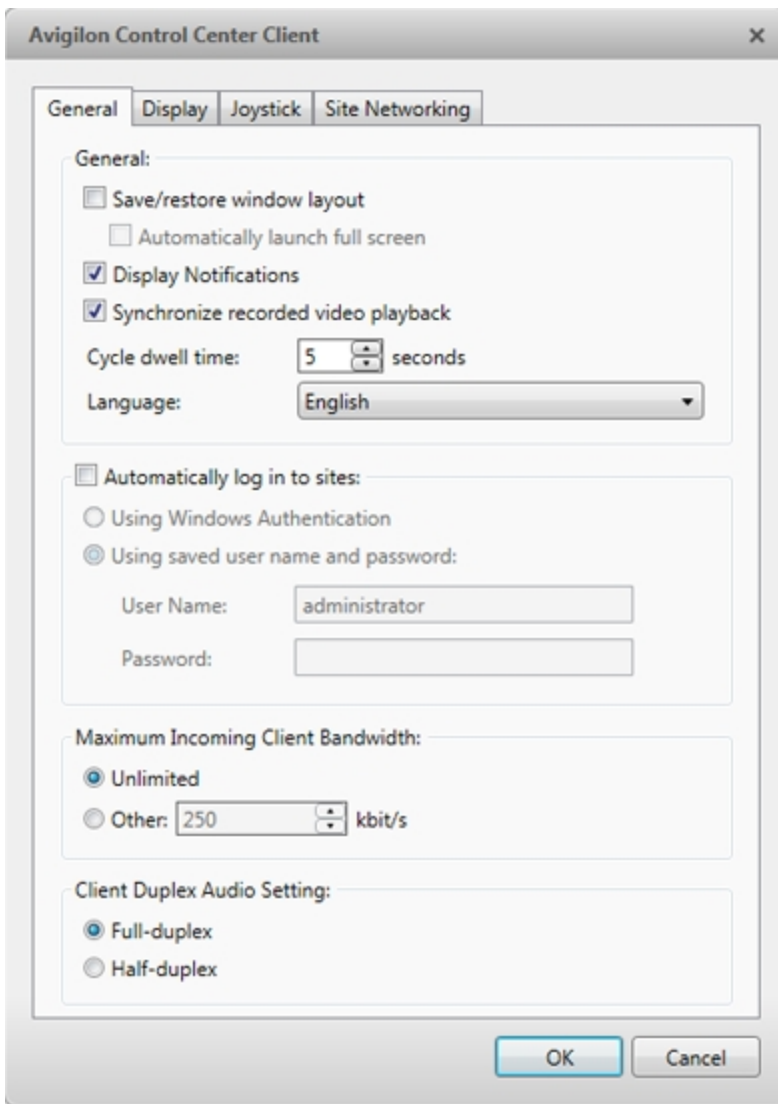 Avigilon Control Center Client
General Display Joystick Site Networking
General:
Save/restore window layout
Automatically launch full screen
Display Notifications
Synchronize recorded video playback
Cycle dwell time: 5 seconds
Language: English
Automatically log in to sites:
Using Windows Authentication
Using saved user name and password:
User Name: administrator
Password:
Maximum Incoming Client Bandwidth:
Unlimited
Other: 250 kbit/s
Client Duplex Audio Setting:
Full-duplex
Half-duplex
OK Cancel